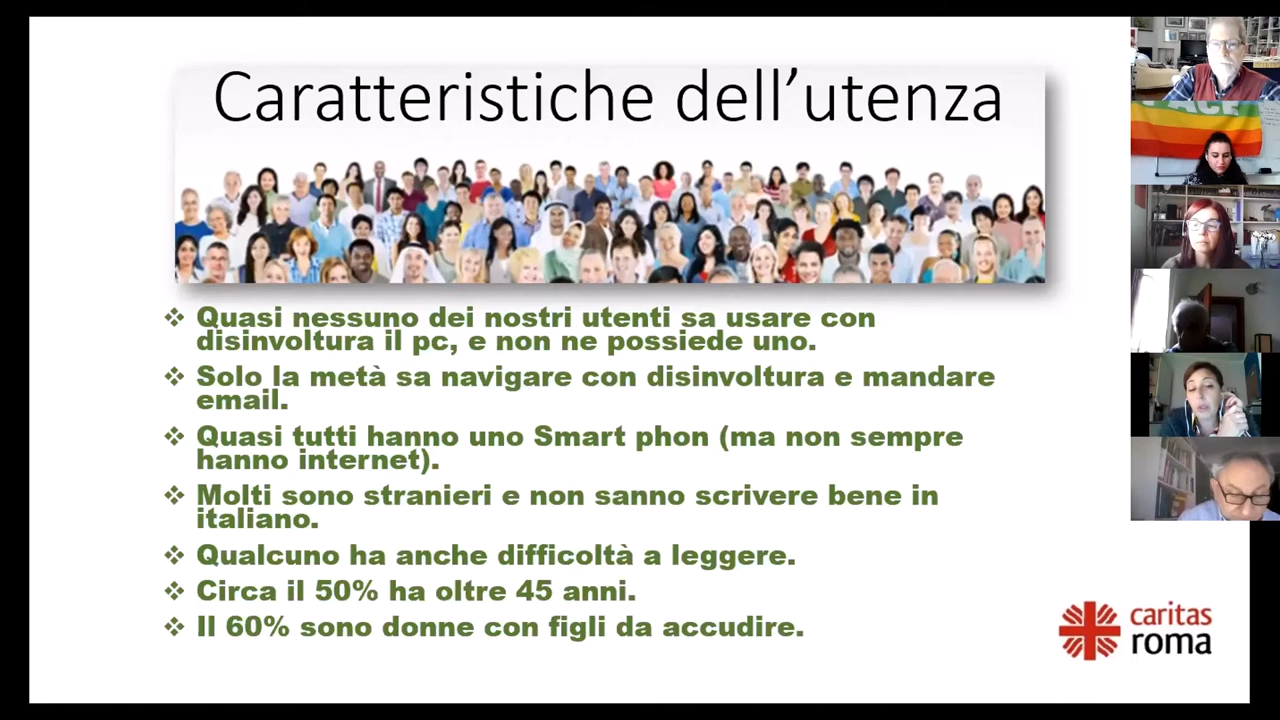 Caratteristiche dell’utenza
PACE
❖ Quasi nessuno dei nostri utenti sa usare con
disinvoltura il pc, e non ne possiede uno.
❖ Solo la metà sa navigare con disinvoltura e mandare
email.
❖ Quasi tutti hanno uno Smart phon (ma non sempre
hanno internet).
❖ Molti sono stranieri e non sanno scrivere bene in
italiano.
❖ Qualcuno ha anche difficoltà a leggere.
❖ Circa il 50% ha oltre 45 anni.
❖ Il 60% sono donne con figli da accudire.
caritas
roma